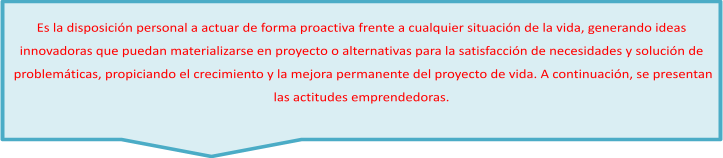 Es la disposición personal a actuar de forma proactiva frente a cualquier situación de la vida, generando ideas
innovadoras que puedan materializarse en proyecto o alternativas para la satisfacción de necesidades y solución de
problemáticas, propiciando el crecimiento y la mejora permanente del proyecto de vida. A continuación, se presentan
las actitudes emprendedoras.